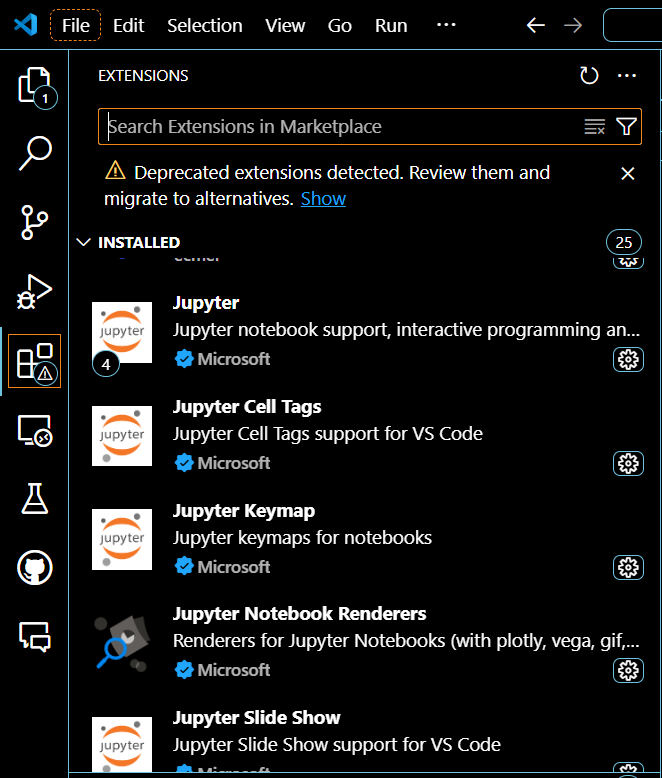 File Edit Selection View Go Run ...
EXTENSIONS
1
Search Extensions in Marketplace
Deprecated extensions detected. Review them and
migrate to alternatives. Show
INSTALLED 25
Jupyter
jupyter
Jupyter notebook support, interactive programming an...
4
Microsoft
Jupyter Cell Tags
jupyter
Jupyter Cell Tags support for VS Code
Microsoft
Jupyter Keymap
jupyter
Jupyter keymaps for notebooks
Microsoft
Jupyter Notebook Renderers
Renderers for Jupyter Notebooks (with plotly, vega, gif,...
Microsoft
Jupyter Slide Show
jupyter
Jupyter Slide Show support for VS Code
Microsoft